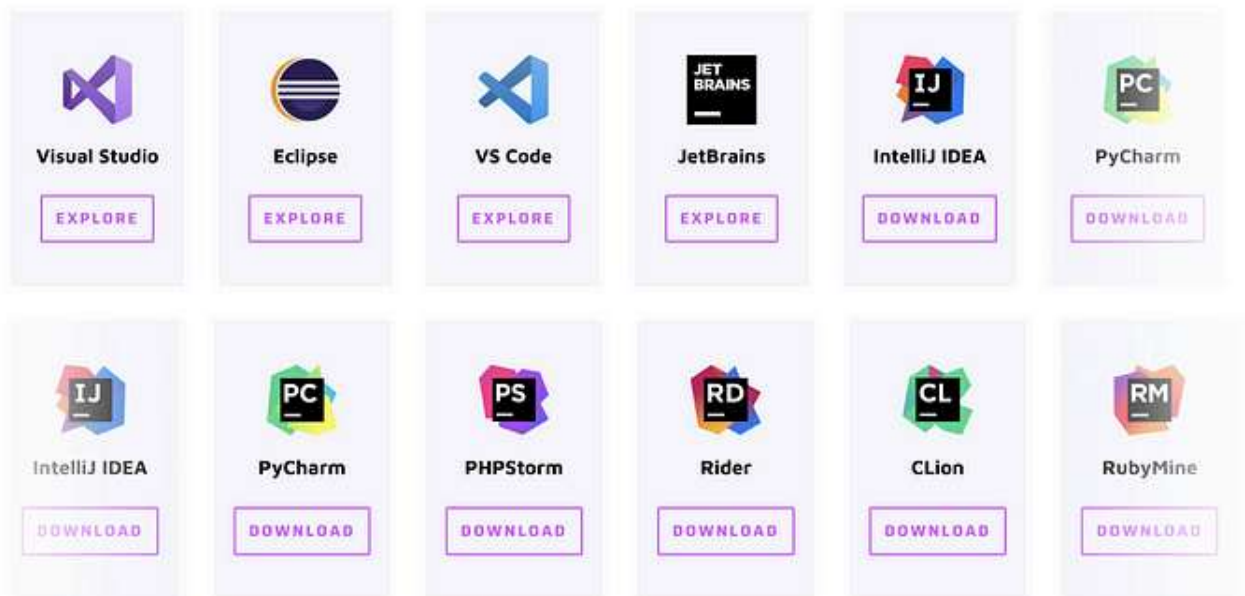 JET
BRAINS
IJ
PC
Visual Studio
Eclipse
VS Code
JetBrains
IntelliJ IDEA
PyCharm
EXPLORE
EXPLORE
EXPLORE
EXPLORE
DOWNLOAD
DOWNLOAD
IJ
PC
PS
RD
CL
RM
IntelliJ IDEA
PyCharm
PHPStorm
Rider
CLion
RubyMine
DOWNLOAD
DOWNLOAD
DOWNLOAD
DOWNLOAD
DOWNLOAD
DOWNLOAD